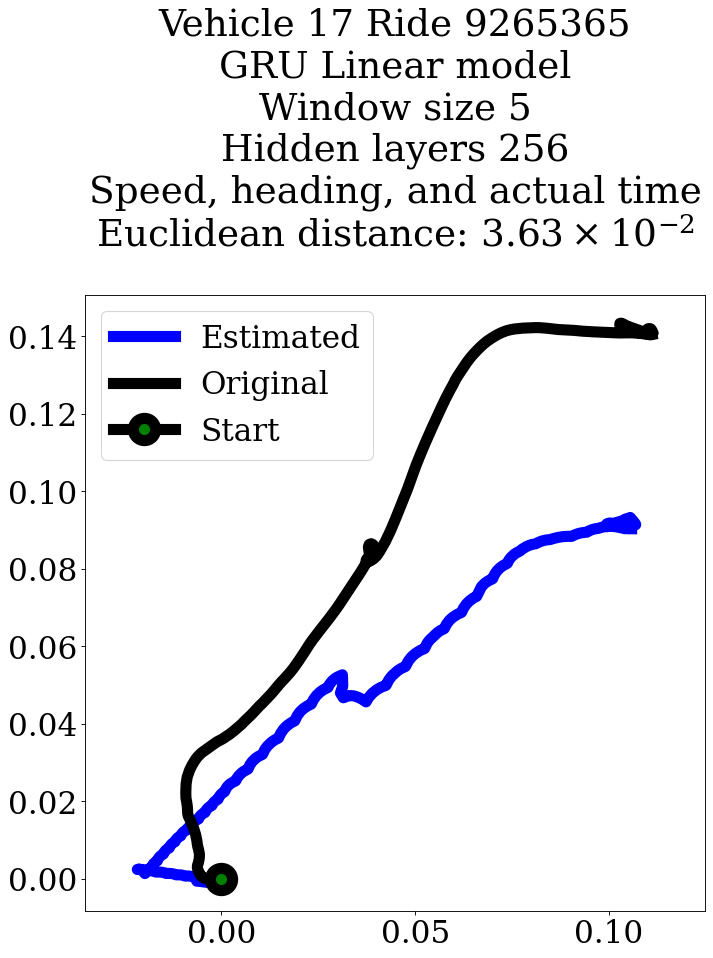 Vehicle 17 Ride 9265365
GRU Linear model
Window size 5
Hidden layers 256
Speed, heading, and actual time
Euclidean distance: 3.63 × 10⁻²
Estimated
Original
Start
0.14
0.12
0.10
0.08
0.06
0.04
0.02
0.00
0.00 0.05 0.10